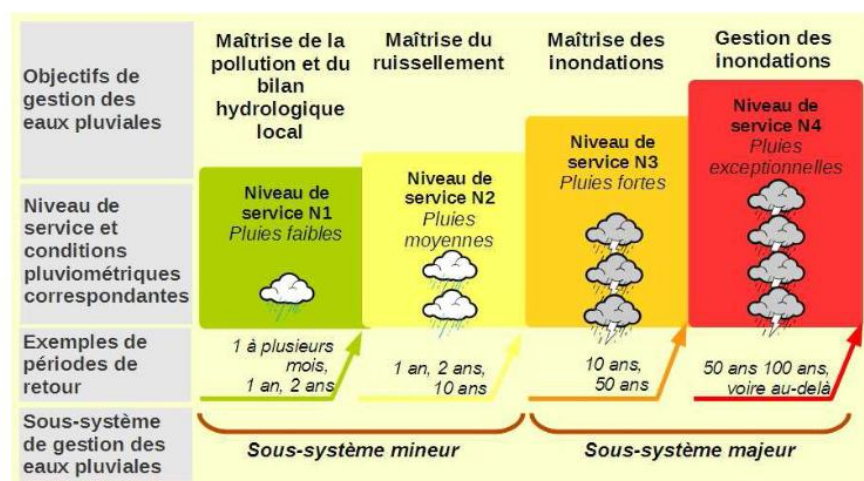 Objectifs de
gestion des
eaux pluviales
Maîtrise de la
pollution et du
bilan
hydrologique
local
Maîtrise du
ruissellement
Maîtrise des
inondations
Gestion des
inondations
Niveau de
service et
conditions
pluviométriques
correspondantes
Niveau de
service N1
Pluies faibles
Niveau de
service N2
Pluies
moyennes
Niveau de
service N3
Pluies fortes
Niveau de
service N4
Pluies
exceptionnelles
Exemples de
périodes de
retour
1 à plusieurs
mois,
1 an, 2 ans
1 an, 2 ans,
10 ans
10 ans,
50 ans
50 ans 100 ans,
voire au-delà
Sous-système
de gestion des
eaux pluviales
Sous-système mineur
Sous-système majeur